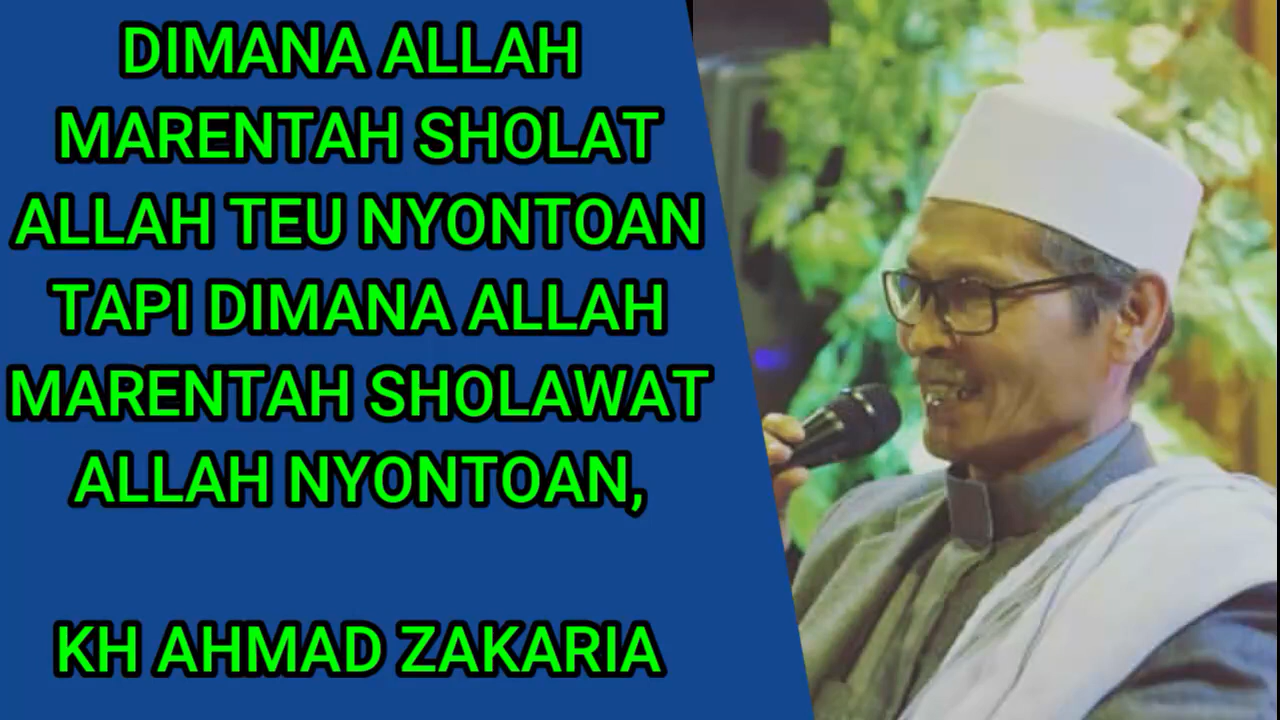 DIMANA ALLAH
MARENTAH SHOLAT
ALLAH TEU NYONTOAN
TAPI DIMANA ALLAH
MARENTAH SHOLAWAT
ALLAH NYONTOAN,
KH AHMAD ZAKARIA